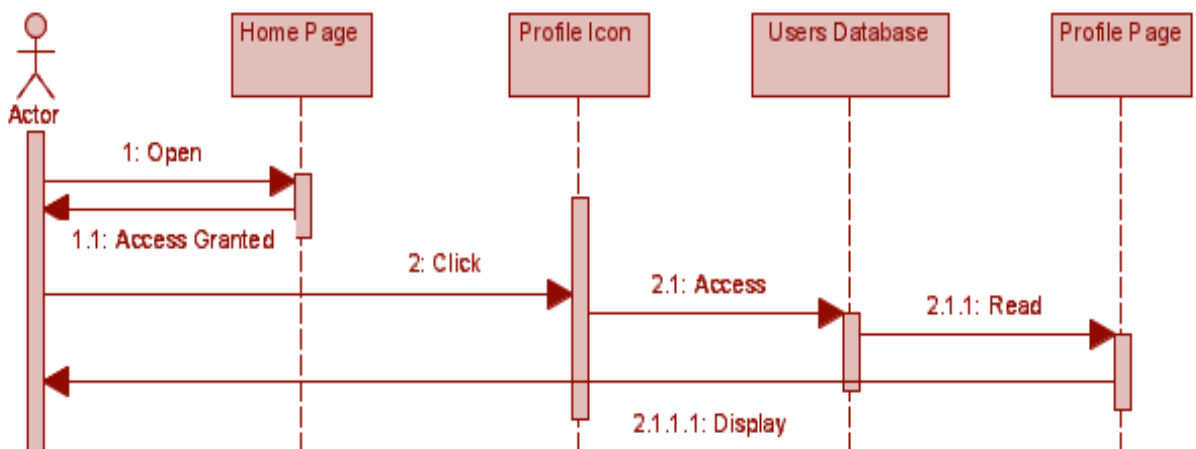 Home Page
Profile Icon
Users Database
Profile Page
Actor
1: Open
1.1: Access Granted
2: Click
2.1: Access
2.1.1: Read
2.1.1.1: Display